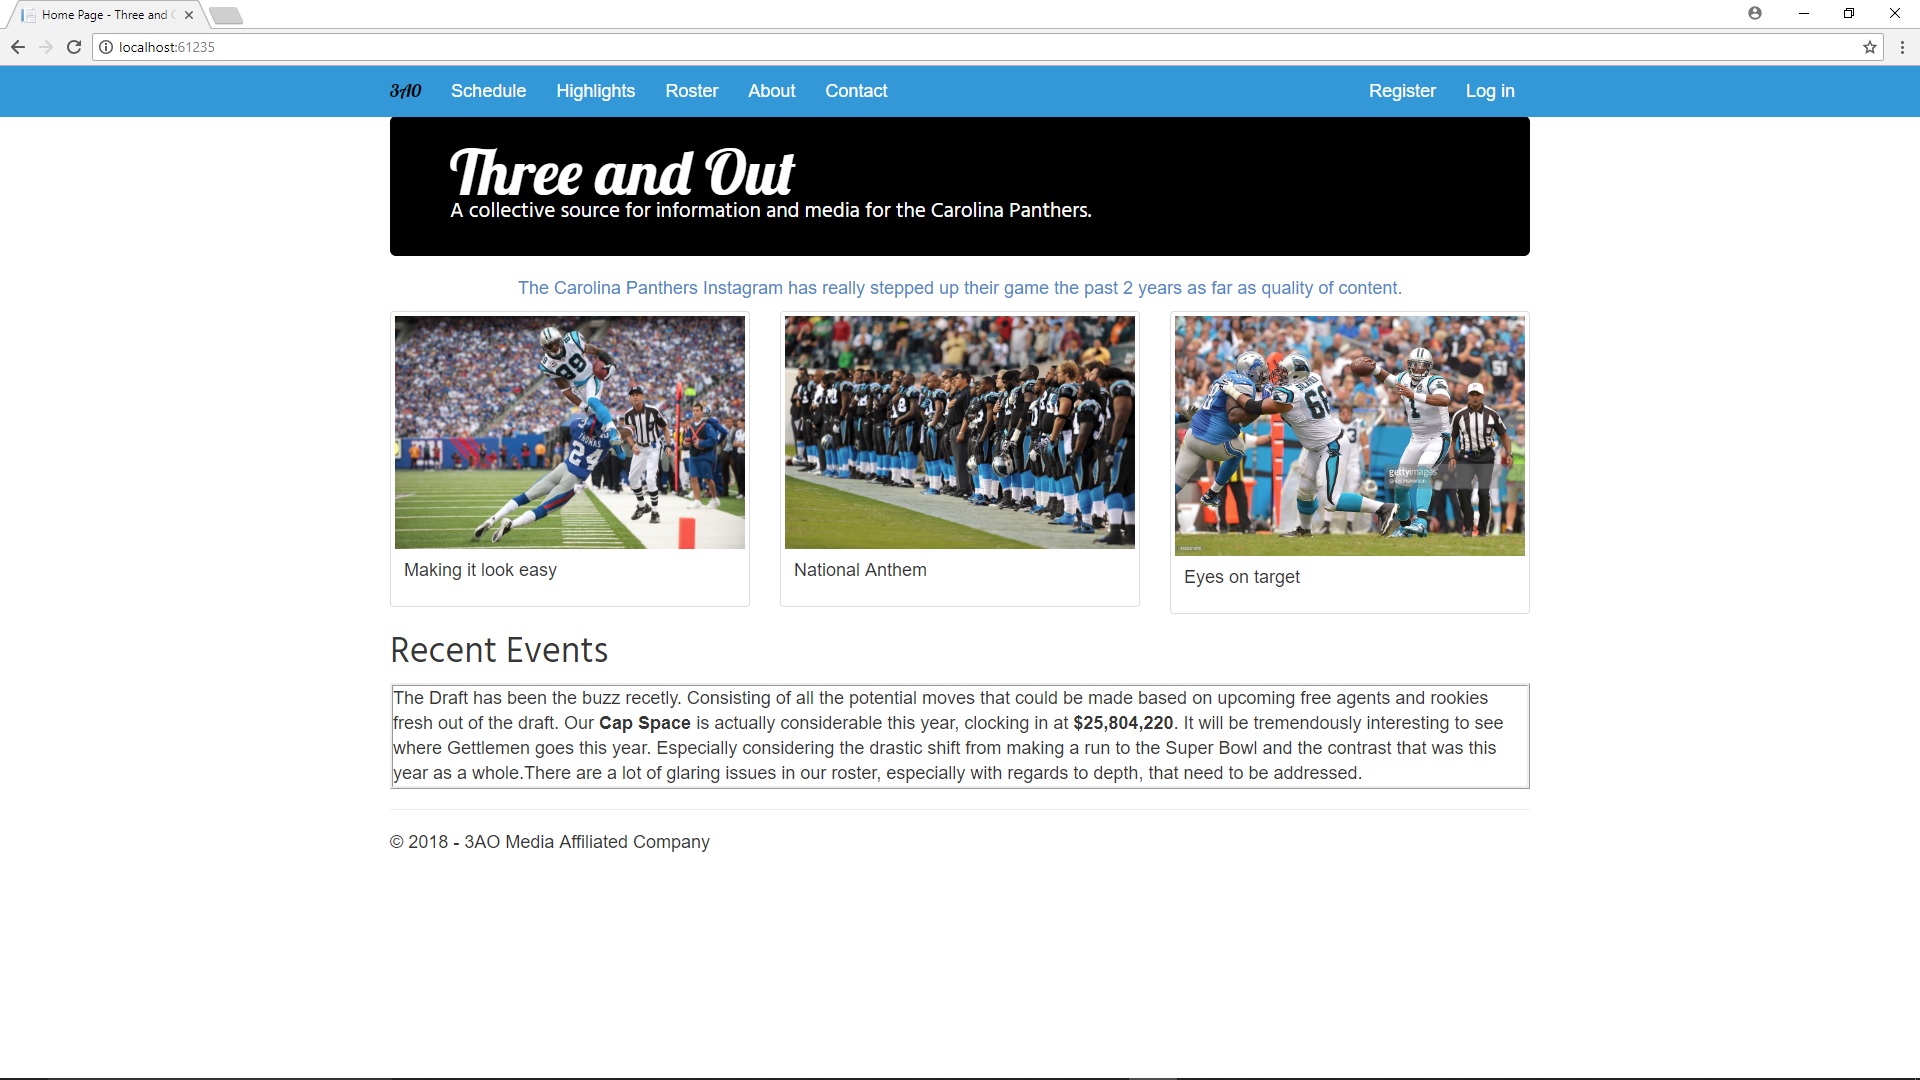 Home Page - Three and
localhost:61235
3AO Schedule Highlights Roster About Contact Register Log in
Three and Out
A collective source for information and media for the Carolina Panthers.
The Carolina Panthers Instagram has really stepped up their game the past 2 years as far as quality of content.
89
THOMAS
24
gettyimages
1
51
Making it look easy
National Anthem
Eyes on target
Recent Events
The Draft has been the buzz recetly. Consisting of all the potential moves that could be made based on upcoming free agents and rookies
fresh out of the draft. Our Cap Space is actually considerable this year, clocking in at $25,804,220. It will be tremendously interesting to see
where Gettlemen goes this year. Especially considering the drastic shift from making a run to the Super Bowl and the contrast that was this
year as a whole.There are a lot of glaring issues in our roster, especially with regards to depth, that need to be addressed.
© 2018 - 3AO Media Affiliated Company